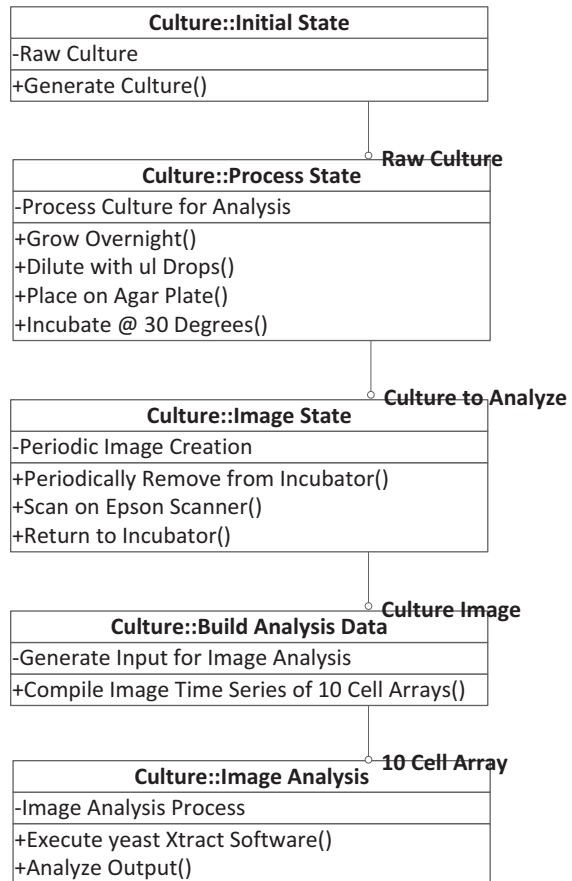 Culture::Initial State
-Raw Culture
+Generate Culture()
Raw Culture
Culture::Process State
-Process Culture for Analysis
+Grow Overnight()
+Dilute with ul Drops()
+Place on Agar Plate()
+Incubate @ 30 Degrees()
Culture to Analyze
Culture::Image State
-Periodic Image Creation
+Periodically Remove from Incubator()
+Scan on Epson Scanner()
+Return to Incubator()
Culture Image
Culture::Build Analysis Data
-Generate Input for Image Analysis
+Compile Image Time Series of 10 Cell Arrays()
10 Cell Array
Culture::Image Analysis
-Image Analysis Process
+Execute yeast Xtract Software()
+Analyze Output()